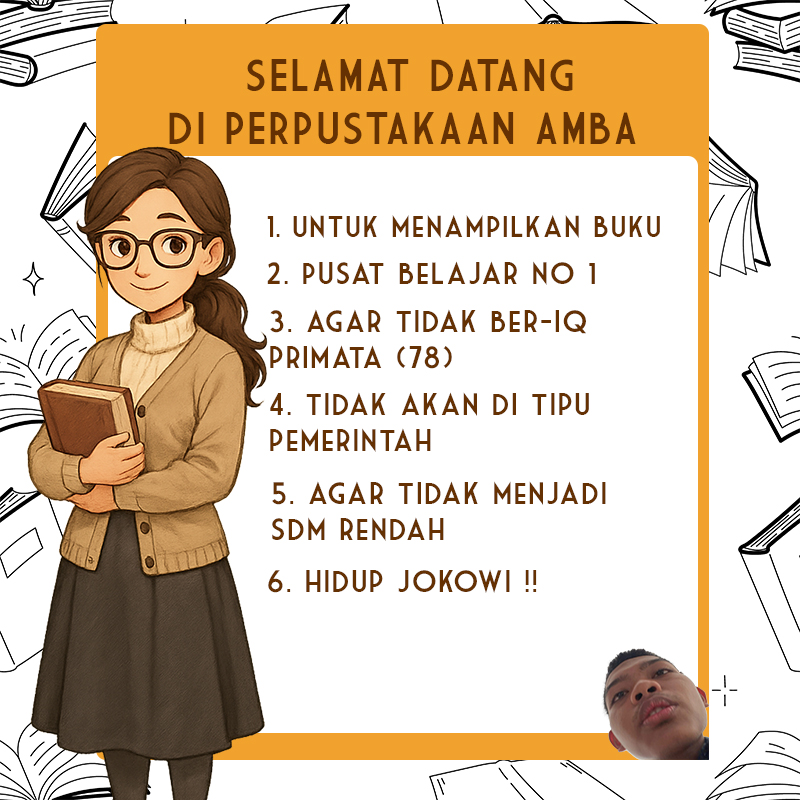 SELAMAT DATANG
DI PERPUSTAKAAN AMBA
1. UNTUK MENAMPILKAN BUKU
2. PUSAT BELAJAR NO 1
3. AGAR TIDAK BER-IQ
PRIMATA (78)
4. TIDAK AKAN DI TIPU
PEMERINTAH
5. AGAR TIDAK MENJADI
SDM RENDAH
6. HIDUP JOKOWI !!